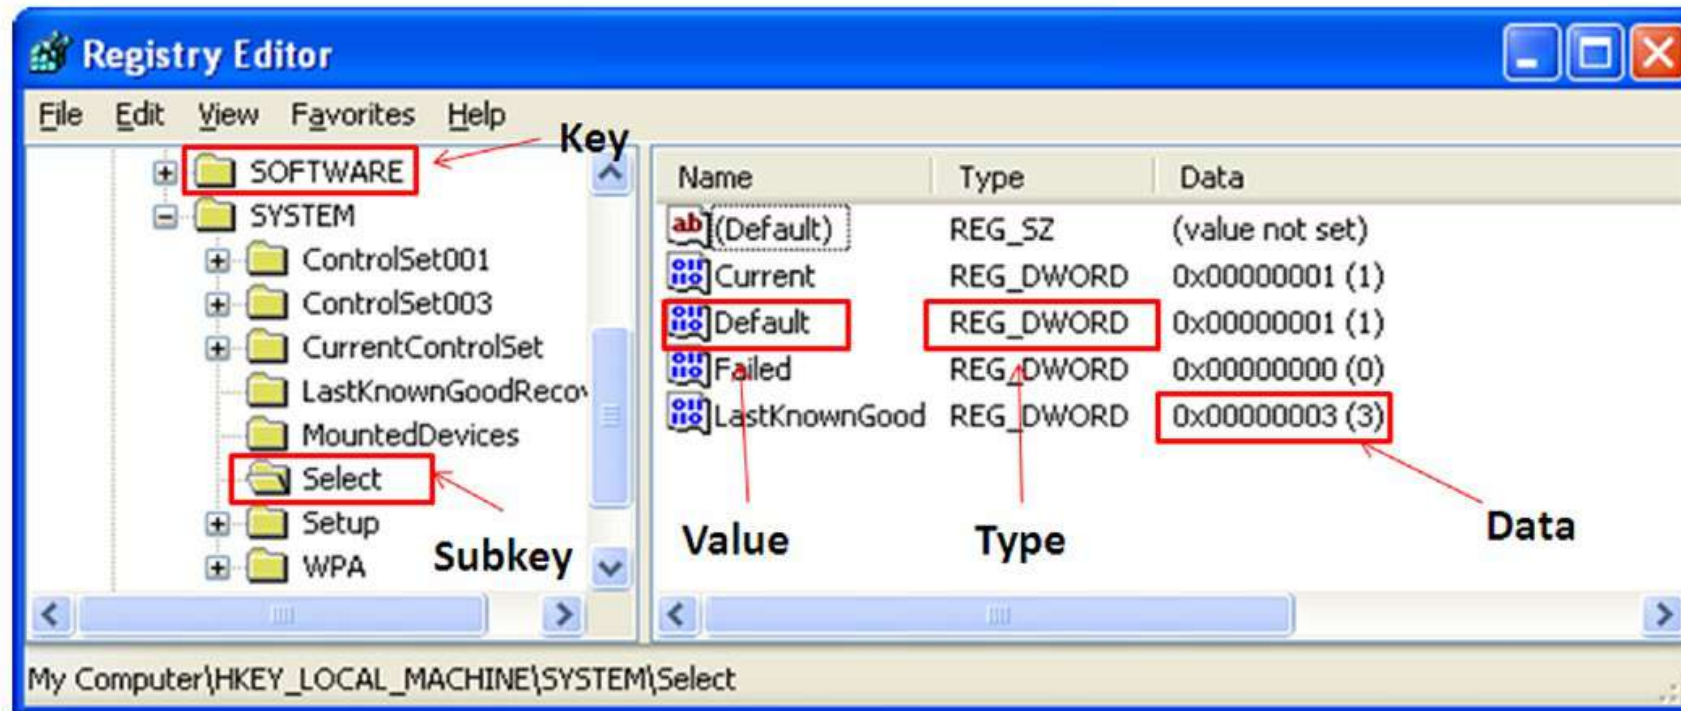 Registry Editor
File Edit View Favorites Help
Key
SOFTWARE
SYSTEM
ControlSet001
ControlSet003
CurrentControlSet
LastKnownGoodRecov
MountedDevices
Select
Setup
WPA
Subkey
Name Type Data
(Default) REG_SZ (value not set)
Current REG_DWORD 0x00000001 (1)
Default REG_DWORD 0x00000001 (1)
Failed REG_DWORD 0x00000000 (0)
LastKnownGood REG_DWORD 0x00000003 (3)
Value Type Data
My Computer\HKEY_LOCAL_MACHINE\SYSTEM\Select